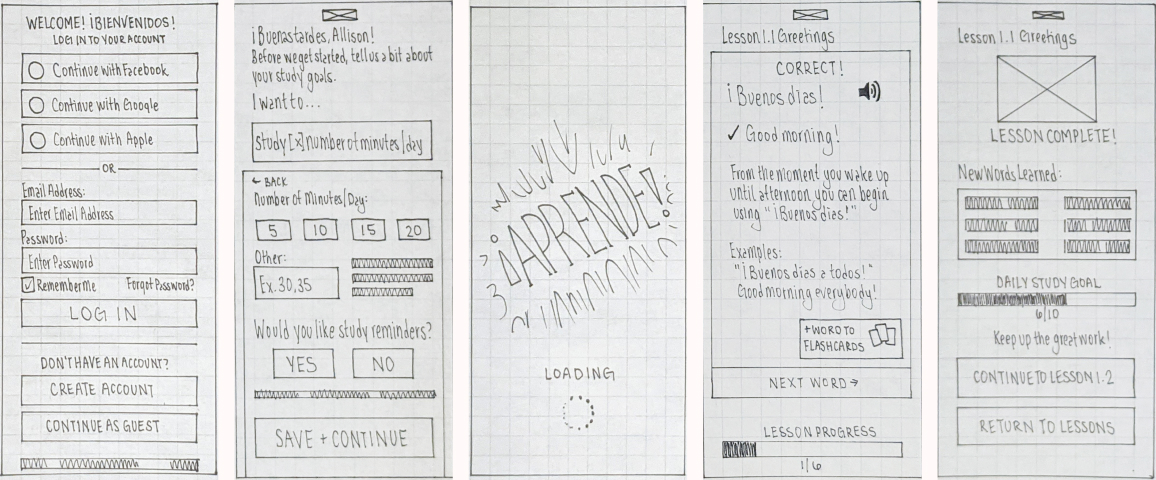 WELCOME! ¡BIENVENIDOS!
LOG IN TO YOUR ACCOUNT
Continue with Facebook
Continue with Google
Continue with Apple
OR
Email Address:
Enter Email Address
Password:
Enter Password
Remember Me Forgot Password?
LOG IN
DON'T HAVE AN ACCOUNT?
CREATE ACCOUNT
CONTINUE AS GUEST
¡Buenas tardes, Allison!
Before we get started, tell us a bit about
your study goals.
I want to...
study [x] number of minutes / day
← BACK
Number of Minutes/Day:
5 10 15 20
Other:
Ex. 30, 35
Would you like study reminders?
YES NO
SAVE + CONTINUE
¡APRENDE!
LOADING
Lesson 1.1 Greetings
CORRECT!
¡Buenos días!
✓ Good morning!
From the moment you wake up
until afternoon you can begin
using "¡Buenos días!"
Examples:
"¡Buenos días a todos!"
Good morning everybody!
+ WORD TO
FLASHCARDS
NEXT WORD →
LESSON PROGRESS
1/6
Lesson 1.1 Greetings
LESSON COMPLETE!
New Words Learned:
DAILY STUDY GOAL
6/10
Keep up the great work!
CONTINUE TO LESSON 1.2
RETURN TO LESSONS